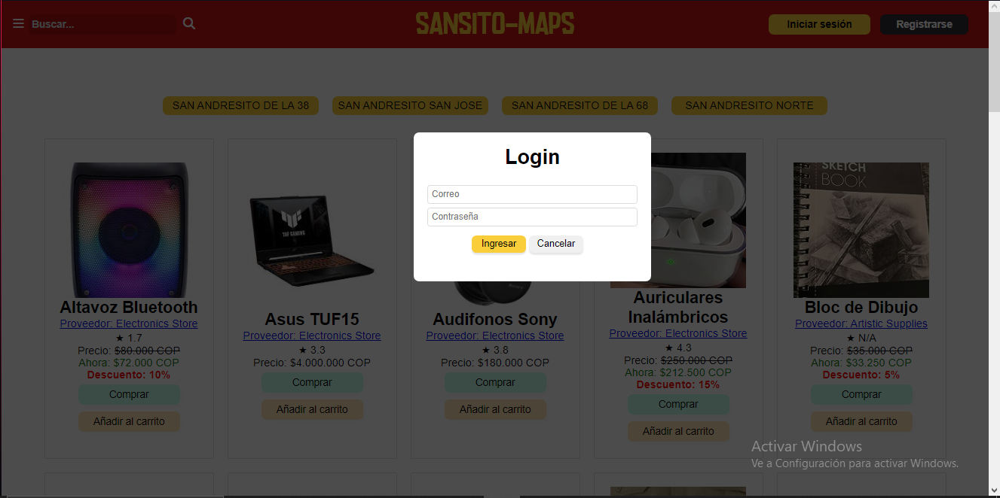 Buscar...
SANSITO-MAPS
Iniciar sesión
Registrarse
SAN ANDRESITO DE LA 38
SAN ANDRESITO SAN JOSE
SAN ANDRESITO DE LA 68
SAN ANDRESITO NORTE
Login
Correo
Contraseña
Ingresar
Cancelar
Altavoz Bluetooth
Proveedor: Electronics Store
★ 1.7
Precio: $80.000 COP
Ahora: $72.000 COP
Descuento: 10%
Comprar
Añadir al carrito
TUF GAMING
Asus TUF15
Proveedor: Electronics Store
★ 3.3
Precio: $4.000.000 COP
Comprar
Añadir al carrito
SONY
Audifonos Sony
Proveedor: Electronics Store
★ 3.8
Precio: $180.000 COP
Comprar
Añadir al carrito
Auriculares
Inalámbricos
Proveedor: Electronics Store
★ 4.3
Precio: $250.000 COP
Ahora: $212.500 COP
Descuento: 15%
Comprar
Añadir al carrito
SKETCH
BOOK
Bloc de Dibujo
Proveedor: Artistic Supplies
★ N/A
Precio: $35.000 COP
Ahora: $33.250 COP
Descuento: 5%
Comprar
Añadir al carrito
Activar Windows
Ve a Configuración para activar Windows.